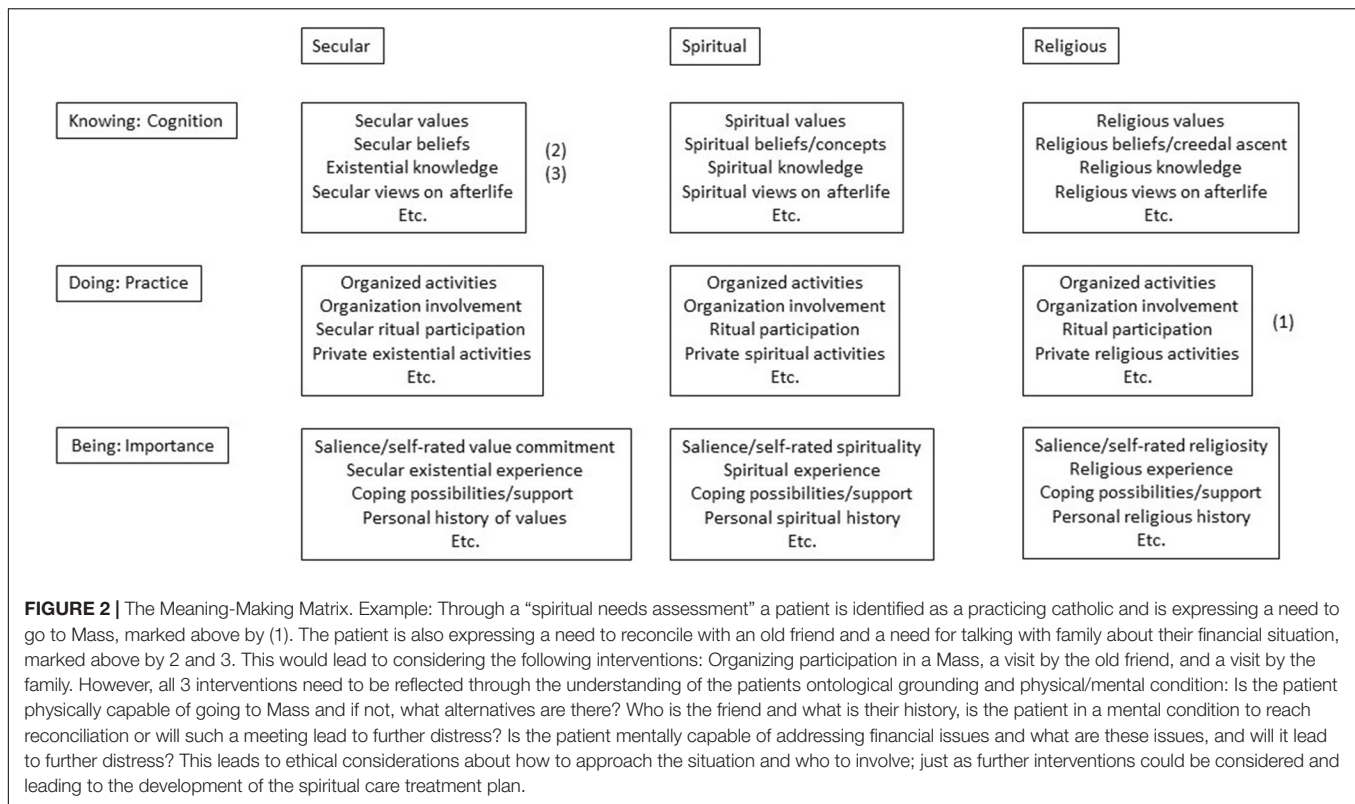 Secular
Spiritual
Religious
Knowing: Cognition
Secular values
Secular beliefs
Existential knowledge
Secular views on afterlife
Etc.
(2)
(3)
Spiritual values
Spiritual beliefs/concepts
Spiritual knowledge
Spiritual views on afterlife
Etc.
Religious values
Religious beliefs/creedal ascent
Religious knowledge
Religious views on afterlife
Etc.
Doing: Practice
Organized activities
Organization involvement
Secular ritual participation
Private existential activities
Etc.
Organized activities
Organization involvement
Ritual participation
Private spiritual activities
Etc.
Organized activities
Organization involvement
Ritual participation
Private religious activities
Etc.
(1)
Being: Importance
Salience/self-rated value commitment
Secular existential experience
Coping possibilities/support
Personal history of values
Etc.
Salience/self-rated spirituality
Spiritual experience
Coping possibilities/support
Personal spiritual history
Etc.
Salience/self-rated religiosity
Religious experience
Coping possibilities/support
Personal religious history
Etc.
FIGURE 2 | The Meaning-Making Matrix. Example: Through a “spiritual needs assessment” a patient is identified as a practicing catholic and is expressing a need to
go to Mass, marked above by (1). The patient is also expressing a need to reconcile with an old friend and a need for talking with family about their financial situation,
marked above by 2 and 3. This would lead to considering the following interventions: Organizing participation in a Mass, a visit by the old friend, and a visit by the
family. However, all 3 interventions need to be reflected through the understanding of the patients ontological grounding and physical/mental condition: Is the patient
physically capable of going to Mass and if not, what alternatives are there? Who is the friend and what is their history, is the patient in a mental condition to reach
reconciliation or will such a meeting lead to further distress? Is the patient mentally capable of addressing financial issues and what are these issues, and will it lead
to further distress? This leads to ethical considerations about how to approach the situation and who to involve; just as further interventions could be considered and
leading to the development of the spiritual care treatment plan.